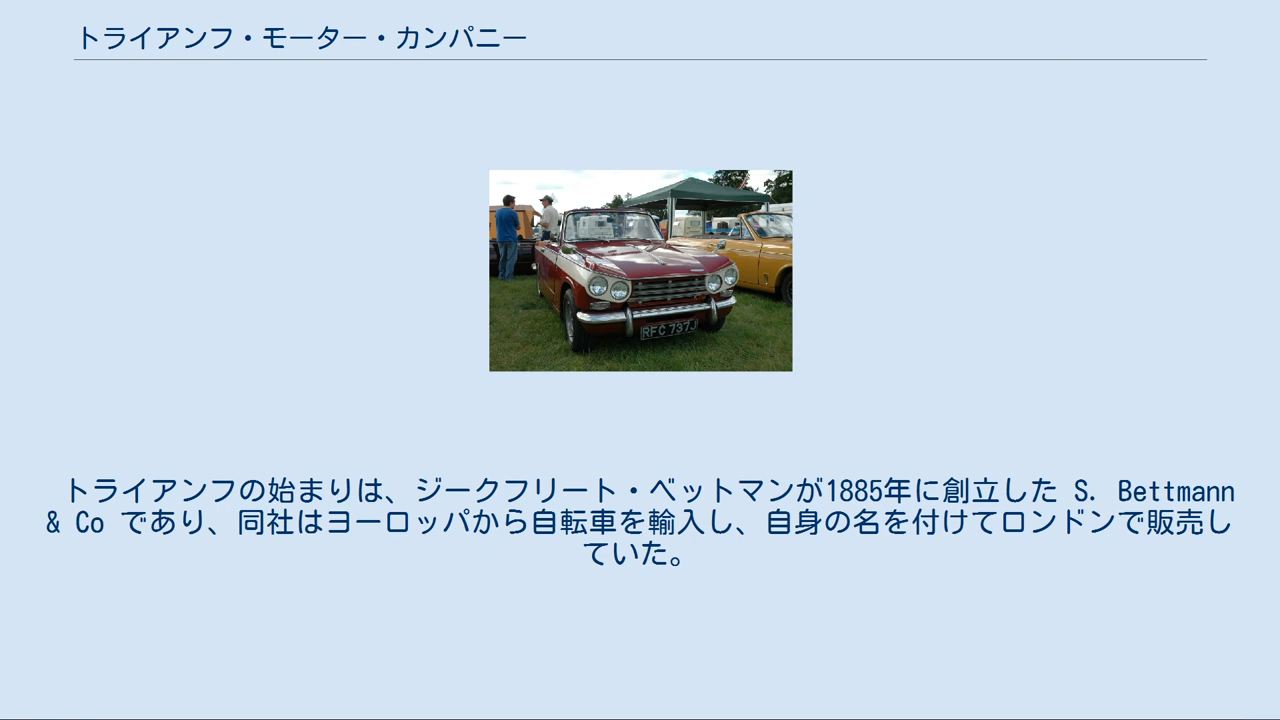 トライアンフ・モーター・カンパニー
RFC 737J
トライアンフの始まりは、ジークフリート・ベットマンが1885年に創立した S. Bettmann
& Co であり、同社はヨーロッパから自転車を輸入し、自身の名を付けてロンドンで販売し
ていた。